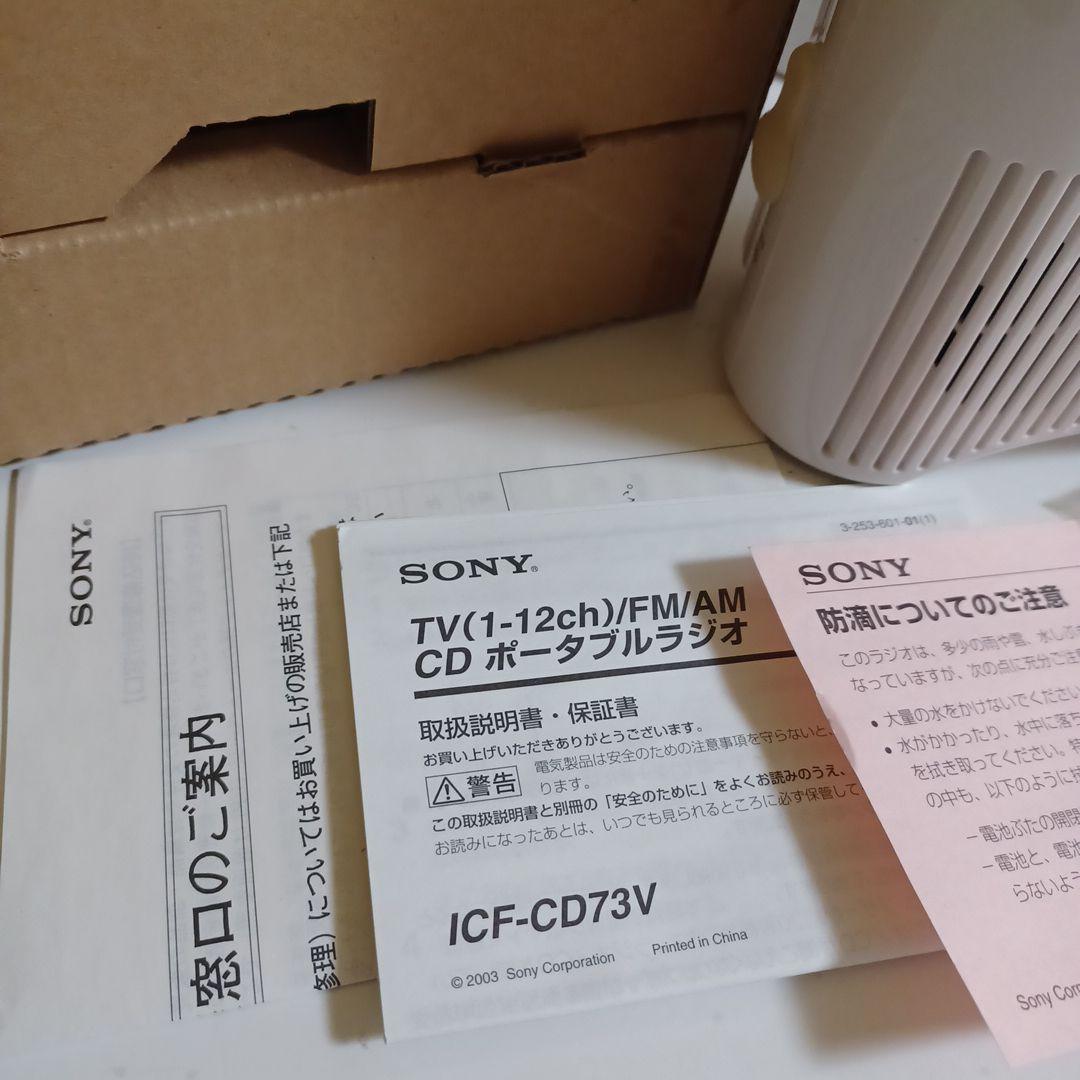 SONY®
窓口のご案内
修理）についてはお買い上げの販売店または下記
3-253-601-01(1)
SONY®
TV(1-12ch)/FM/AM
CD ポータブルラジオ
取扱説明書・保証書
お買い上げいただきありがとうございます。
警告
電気製品は安全のための注意事項を守らないと、
ります。
この取扱説明書と別冊の「安全のために」をよくお読みのうえ、
お読みになったあとは、いつでも見られるところに必ず保管して
ICF-CD73V
© 2003 Sony Corporation
Printed in China
SONY
防滴についてのご注意
このラジオは、多少の雨や雪、水しぶ
なっていますが、次の点に充分ご注意
• 大量の水をかけないでください
• 水がかかったり、水中に落ち
を拭き取ってください。特
の中も、以下のように拭
－電池ぶたの開閉
－電池と、電池
らないよう
Sony Cor